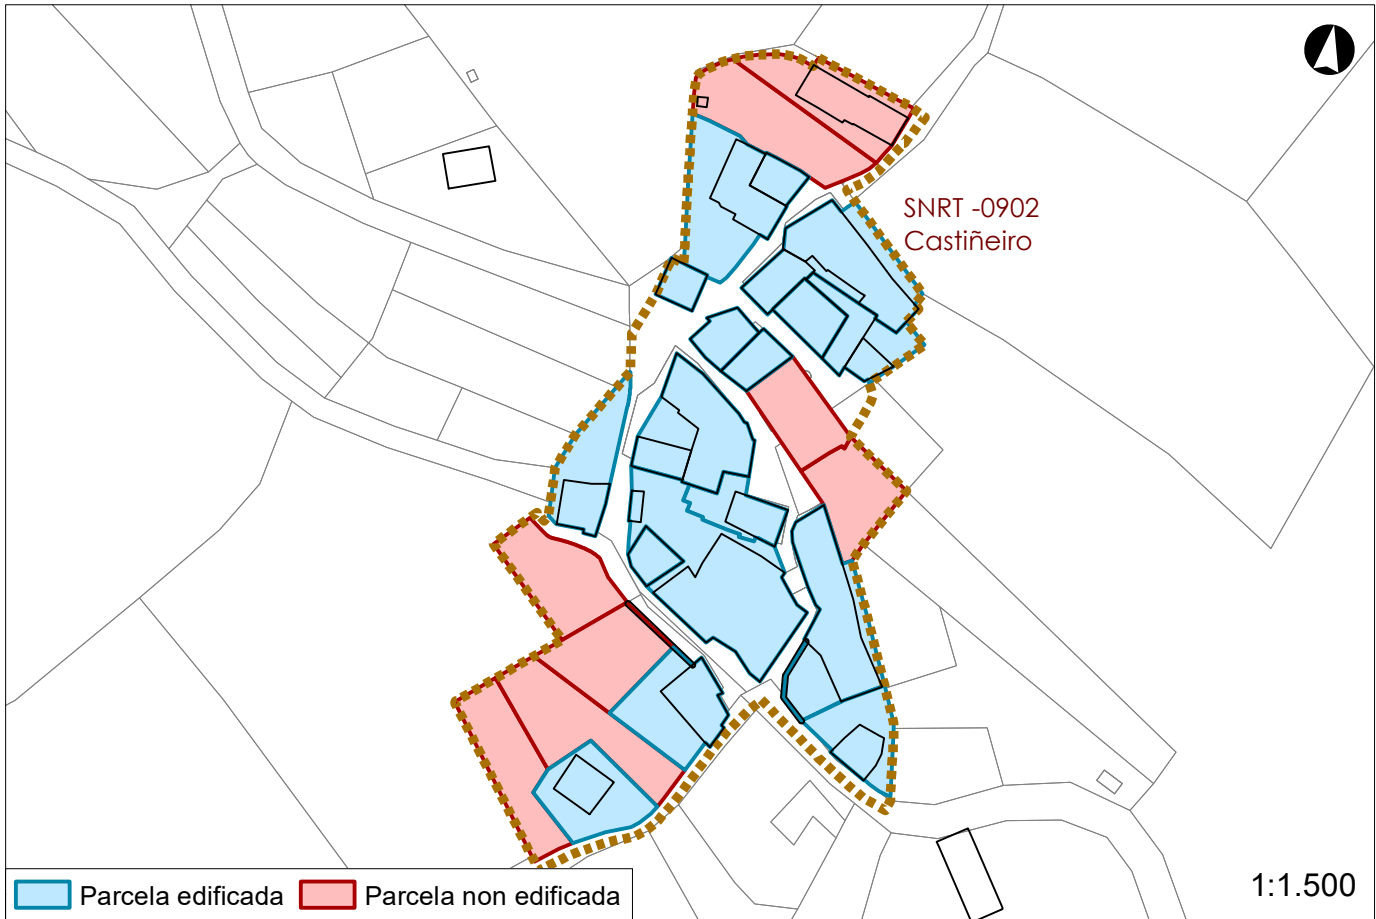 SNRT -0902
Castiñeiro
Parcela edificada
Parcela non edificada
1:1.500